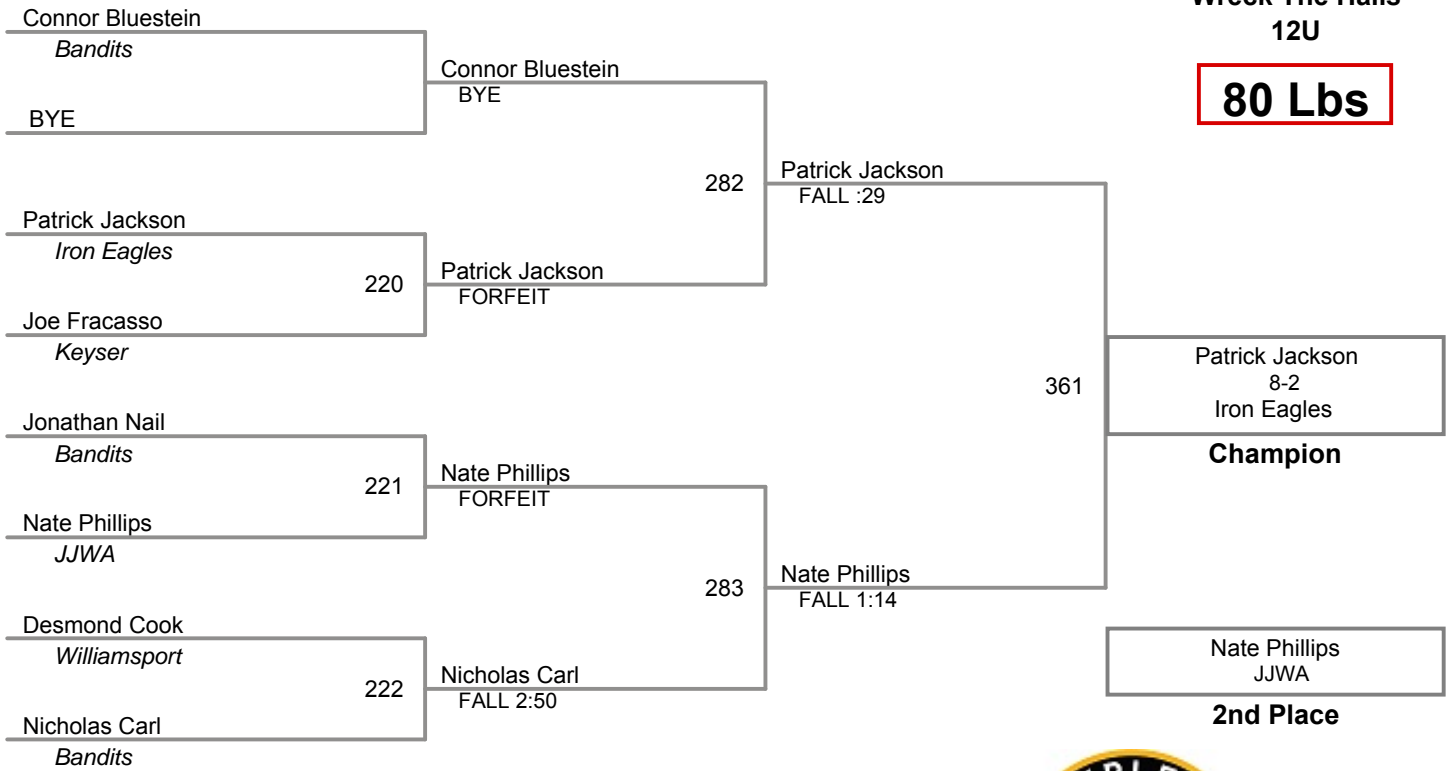 Wreck The Halls
12U
80 Lbs
Connor Bluestein
Bandits
BYE
Connor Bluestein
BYE
Patrick Jackson
Iron Eagles
220
Joe Fracasso
Keyser
Patrick Jackson
FORFEIT
282
Patrick Jackson
FALL :29
Jonathan Nail
Bandits
221
Nate Phillips
JJWA
Nate Phillips
FORFEIT
Desmond Cook
Williamsport
222
Nicholas Carl
Bandits
Nicholas Carl
FALL 2:50
283
Nate Phillips
FALL 1:14
361
Patrick Jackson
8-2
Iron Eagles
Champion
Nate Phillips
JJWA
2nd Place